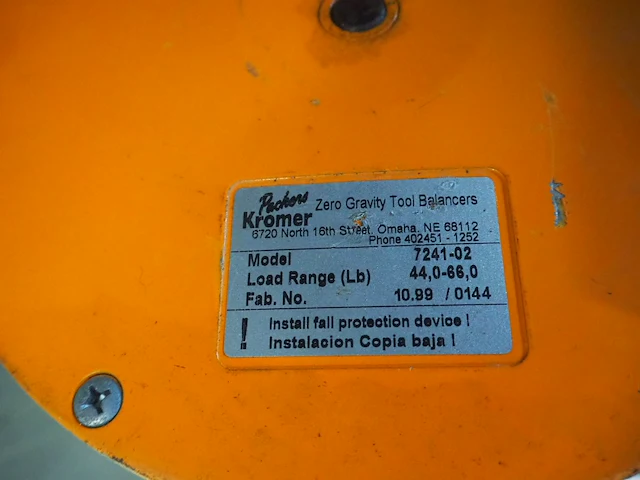 Packers
Kromer Zero Gravity Tool Balancers
6720 North 16th Street, Omaha, NE 68112
Phone 402451 - 1252
Model 7241-02
Load Range (Lb) 44,0-66,0
Fab. No. 10.99 / 0144
! Install fall protection device !
Instalacion Copia baja !